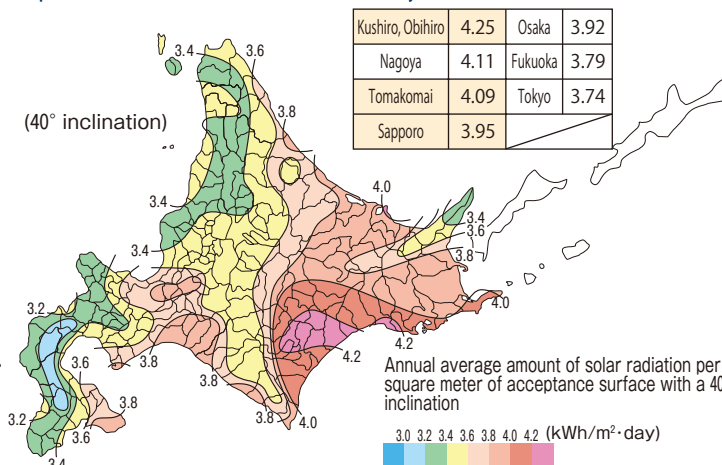 Kushiro, Obihiro 4.25 Osaka 3.92
Nagoya 4.11 Fukuoka 3.79
Tomakomai 4.09 Tokyo 3.74
Sapporo 3.95
(40° inclination)
3.4
3.6
3.8
4.0
3.4
3.4
3.4
3.6
3.8
4.0
3.2
3.6
3.8
3.2
3.6
3.8
3.4
3.8
4.0
4.2
4.2
Annual average amount of solar radiation per
square meter of acceptance surface with a 40
inclination
3.0 3.2 3.4 3.6 3.8 4.0 4.2 (kWh/m²·day)